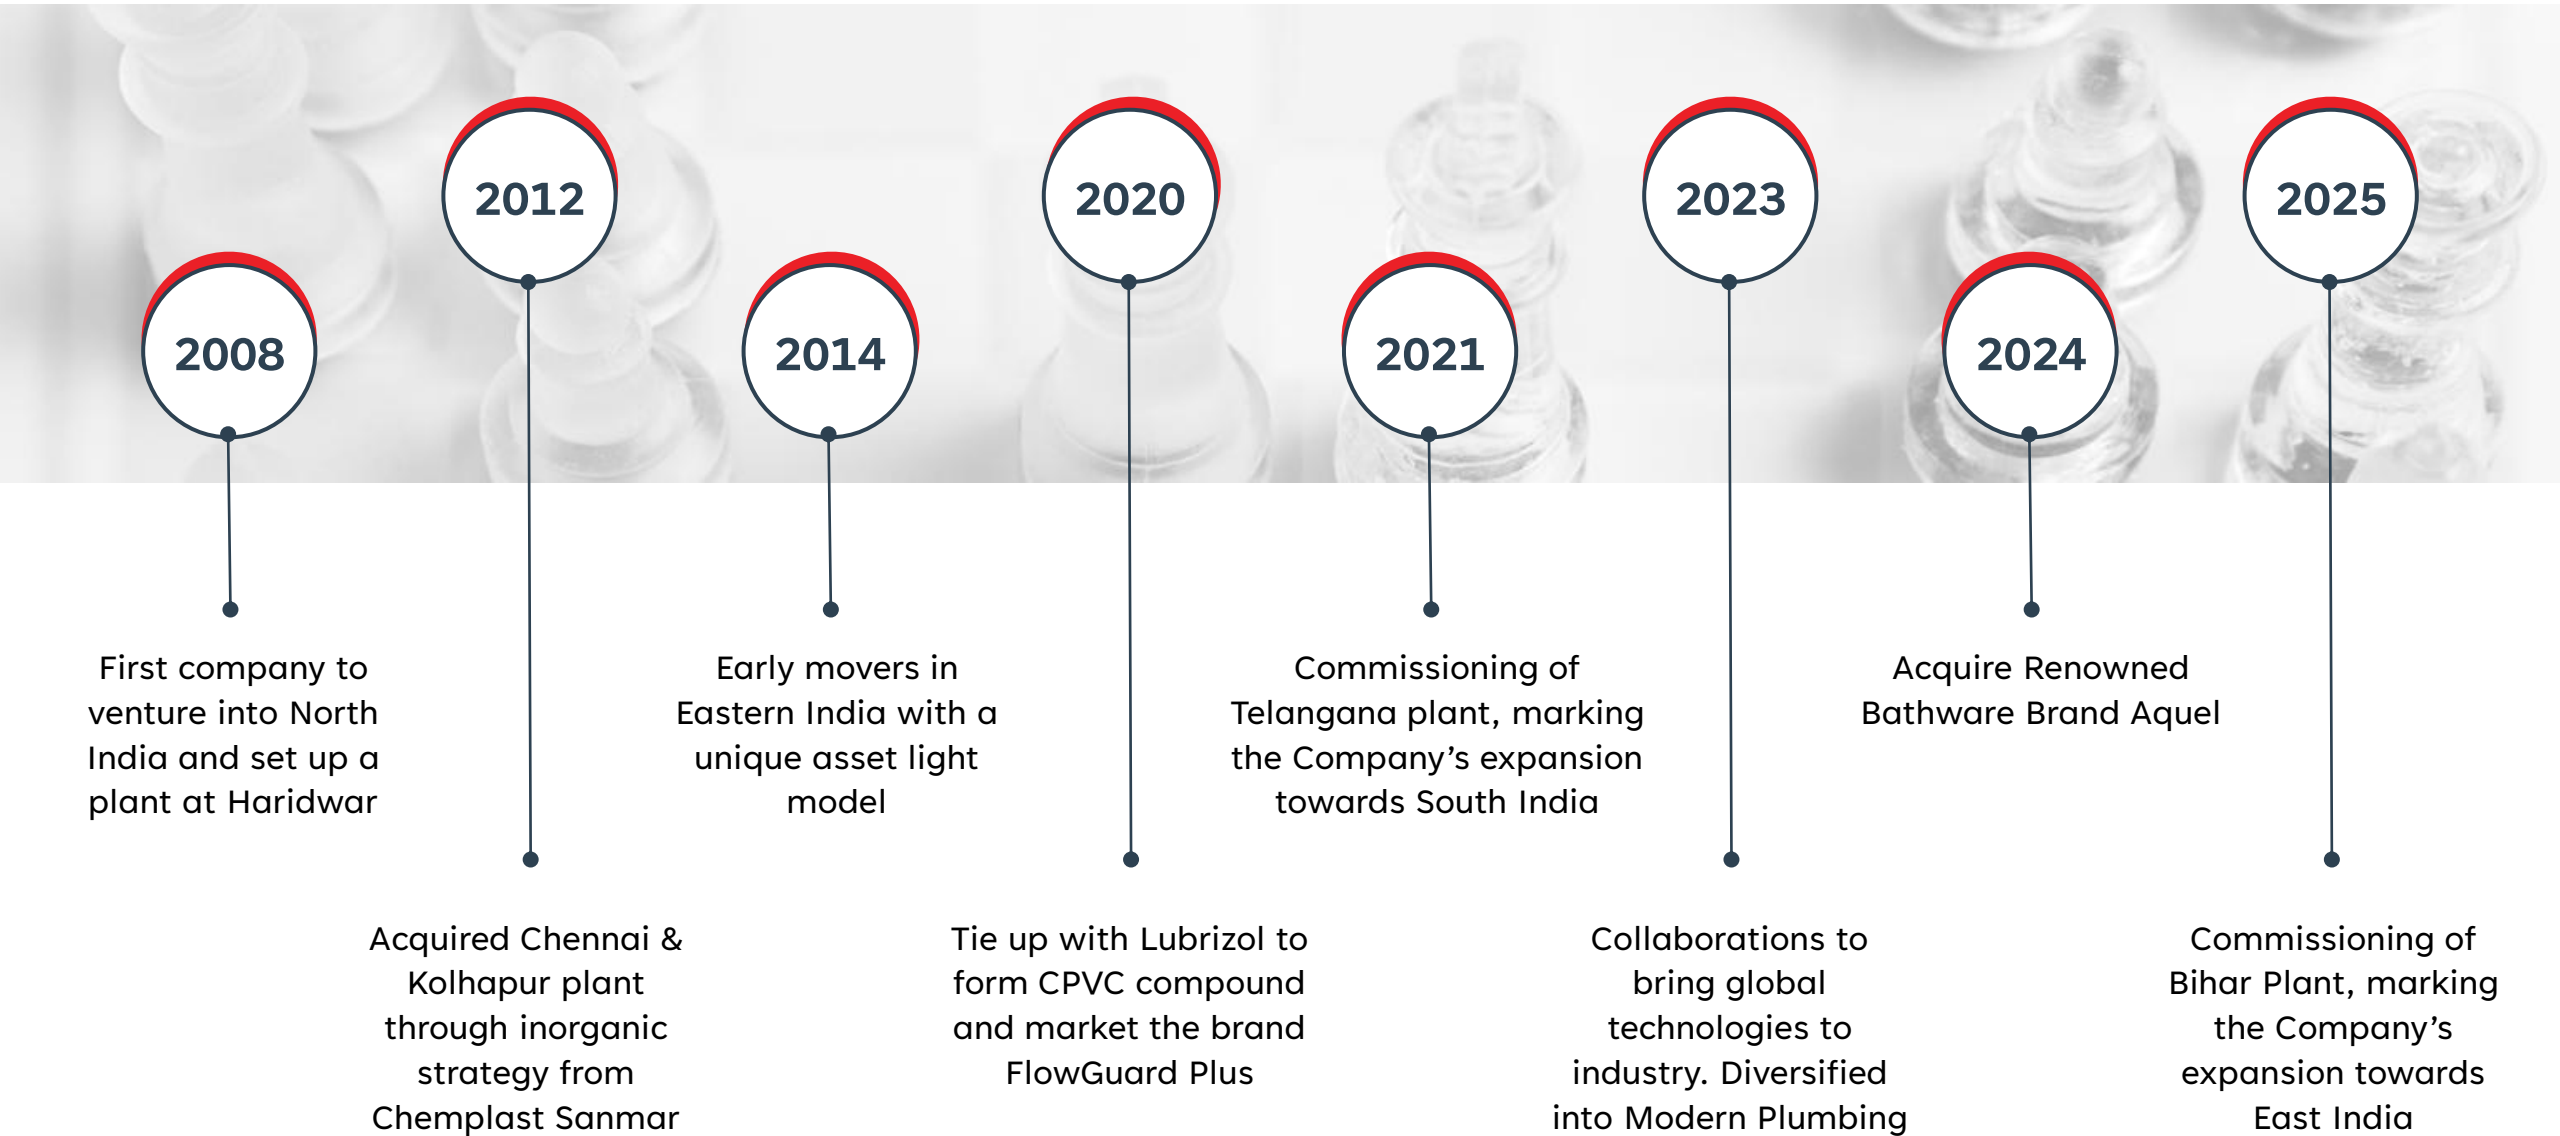 2008
First company to
venture into North
India and set up a
plant at Haridwar
2012
Acquired Chennai &
Kolhapur plant
through inorganic
strategy from
Chemplast Sanmar
2014
Early movers in
Eastern India with a
unique asset light
model
2020
Tie up with Lubrizol to
form CPVC compound
and market the brand
FlowGuard Plus
2021
Commissioning of
Telangana plant, marking
the Company’s expansion
towards South India
2023
Collaborations to
bring global
technologies to
industry. Diversified
into Modern Plumbing
2024
Acquire Renowned
Bathware Brand Aquel
2025
Commissioning of
Bihar Plant, marking
the Company’s
expansion towards
East India